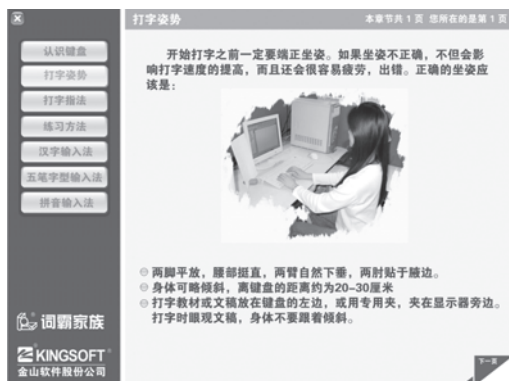 打字姿势
本章节共 1 页 您所在的是第 1 页
认识键盘
打字姿势
打字指法
练习方法
汉字输入法
五笔字型输入法
拼音输入法
开始打字之前一定要端正坐姿。如果坐姿不正确，不但会影
响打字速度的提高，而且还会很容易疲劳，出错。正确的坐姿应
该是：
两脚平放，腰部挺直，两臂自然下垂，两肘贴于腋边。
身体可略倾斜，离键盘的距离约为20-30厘米
打字教材或文稿放在键盘的左边，或用专用夹，夹在显示器旁边。
打字时眼观文稿，身体不要跟着倾斜。
词霸家族
KINGSOFT
金山软件股份公司
下一页